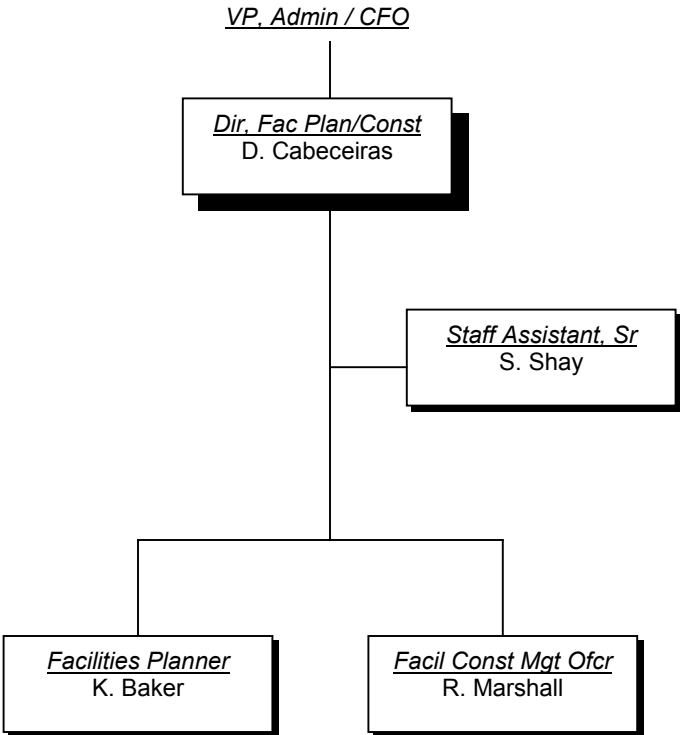 VP, Admin / CFO
Dir, Fac Plan/Const
D. Cabeceiras
Staff Assistant, Sr
S. Shay
Facilities Planner
K. Baker
Facil Const Mgt Ofcr
R. Marshall